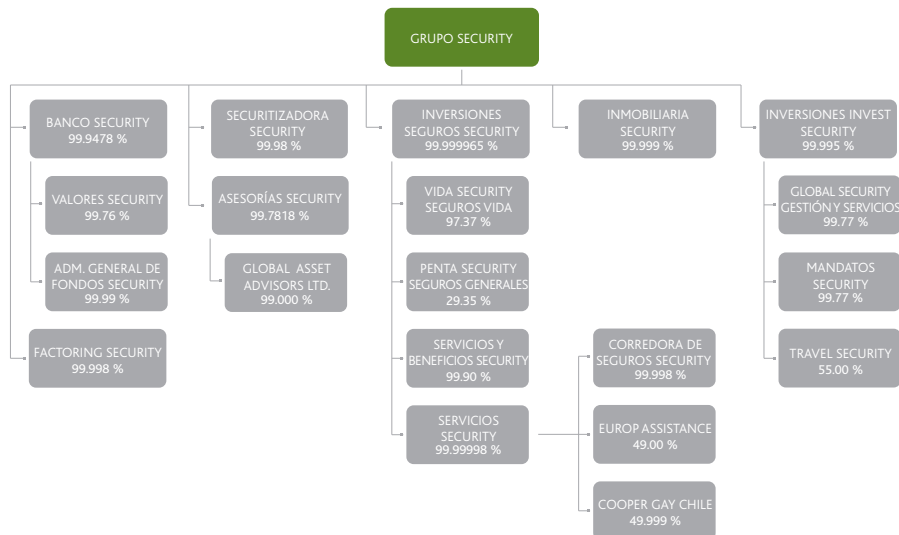 GRUPO SECURITY
BANCO SECURITY
99.9478 %
VALORES SECURITY
99.76 %
ADM. GENERAL DE
FONDOS SECURITY
99.99 %
FACTORING SECURITY
99.998 %
SECURITIZADORA
SECURITY
99.98 %
ASESORÍAS SECURITY
99.7818 %
GLOBAL ASSET
ADVISORS LTD.
99.000 %
INVERSIONES
SEGUROS SECURITY
99.999965 %
VIDA SECURITY
SEGUROS VIDA
97.37 %
PENTA SECURITY
SEGUROS GENERALES
29.35 %
SERVICIOS Y
BENEFICIOS SECURITY
99.90 %
SERVICIOS
SECURITY
99.99998 %
CORREDORA DE
SEGUROS SECURITY
99.998 %
EUROP ASSISTANCE
49.00 %
COOPER GAY CHILE
49.999 %
INMOBILIARIA
SECURITY
99.999 %
INVERSIONES INVEST
SECURITY
99.995 %
GLOBAL SECURITY
GESTIÓN Y SERVICIOS
99.77 %
MANDATOS
SECURITY
99.77 %
TRAVEL SECURITY
55.00 %